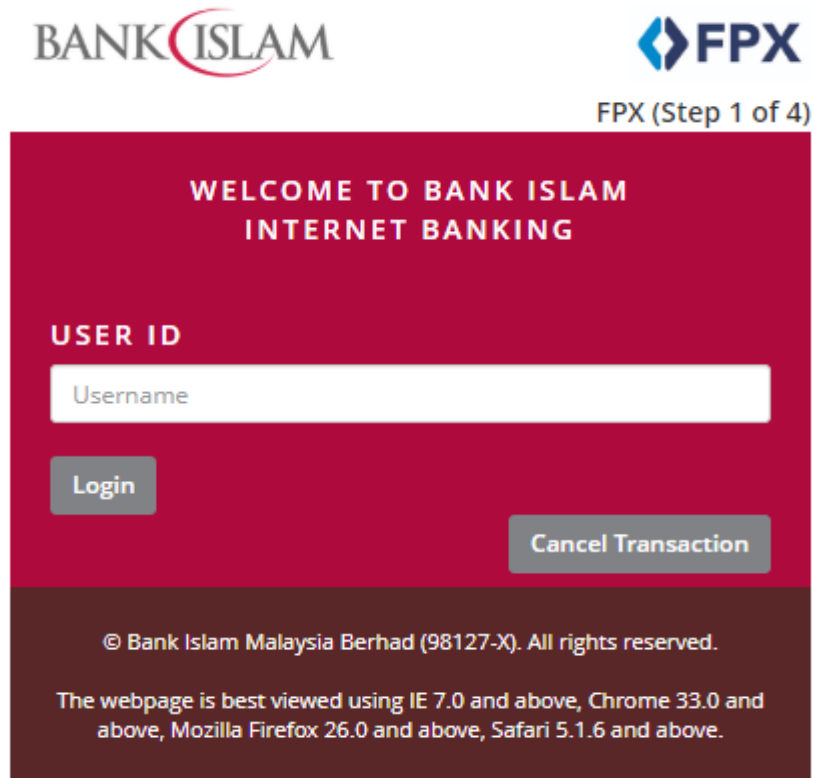 BANK ISLAM
FPX
FPX (Step 1 of 4)
WELCOME TO BANK ISLAM
INTERNET BANKING
USER ID
Username
Login
Cancel Transaction
© Bank Islam Malaysia Berhad (98127-X). All rights reserved.
The webpage is best viewed using IE 7.0 and above, Chrome 33.0 and
above, Mozilla Firefox 26.0 and above, Safari 5.1.6 and above.